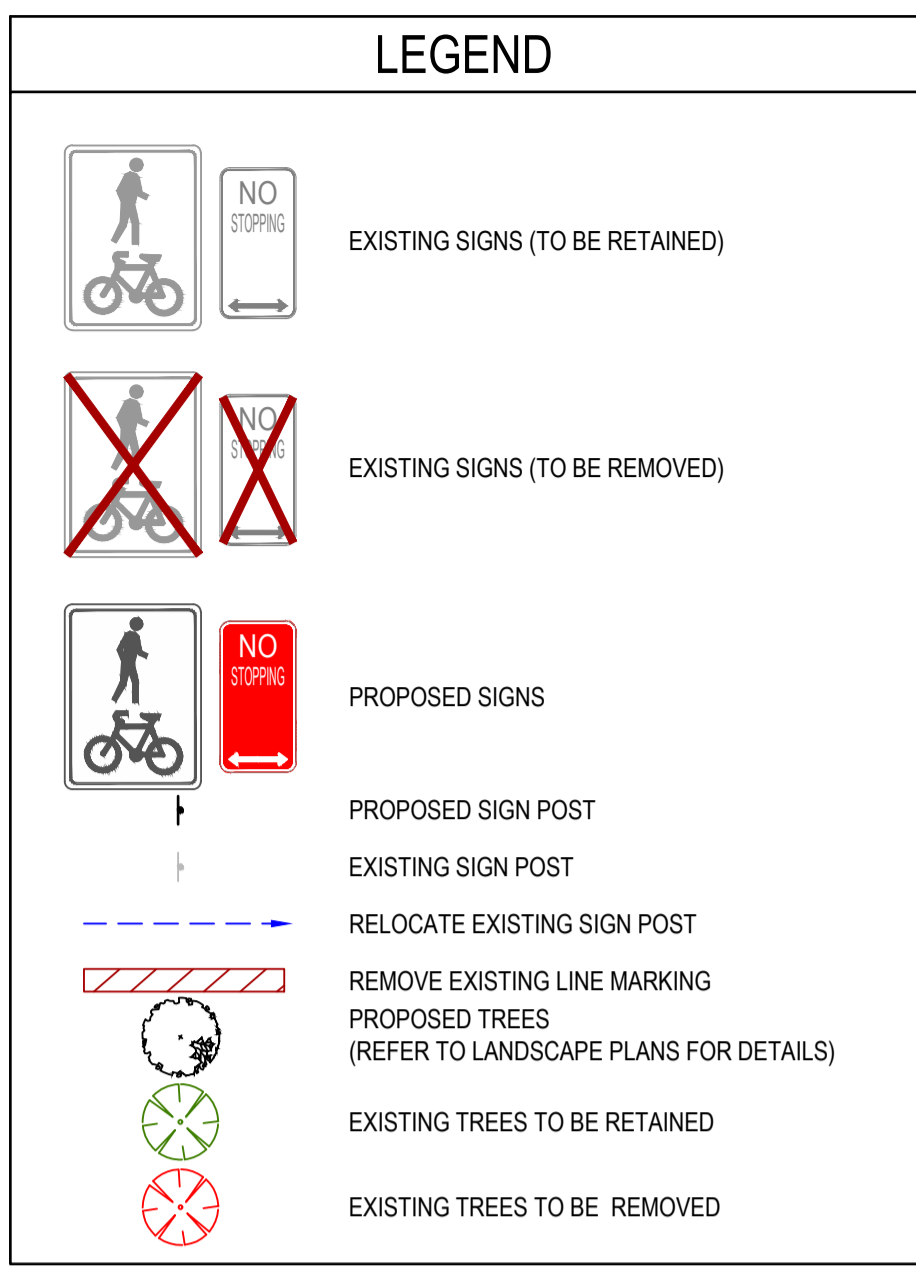 LEGEND
NO
STOPPING
EXISTING SIGNS (TO BE RETAINED)
NO
STOPPING
EXISTING SIGNS (TO BE REMOVED)
NO
STOPPING
PROPOSED SIGNS
PROPOSED SIGN POST
EXISTING SIGN POST
RELOCATE EXISTING SIGN POST
REMOVE EXISTING LINE MARKING
PROPOSED TREES
(REFER TO LANDSCAPE PLANS FOR DETAILS)
EXISTING TREES TO BE RETAINED
EXISTING TREES TO BE REMOVED